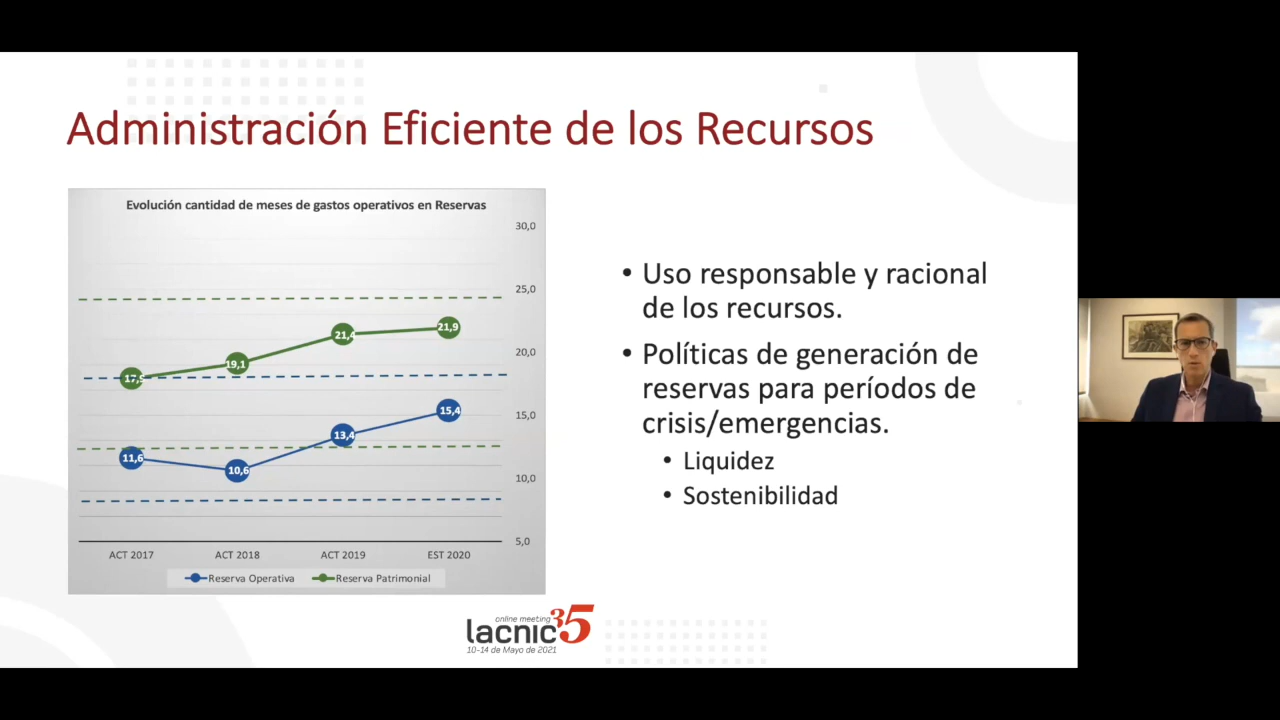 Administración Eficiente de los Recursos
Evolución cantidad de meses de gastos operativos en Reservas
30,0
25,0
20,0
15,0
10,0
5,0
17,9
19,1
21,4
21,9
11,6
10,6
13,4
15,4
ACT 2017
ACT 2018
ACT 2019
EST 2020
Reserva Operativa
Reserva Patrimonial
• Uso responsable y racional
de los recursos.
• Políticas de generación de
reservas para períodos de
crisis/emergencias.
• Liquidez
• Sostenibilidad
online meeting
lacnic35
10-14 de Mayo de 2021